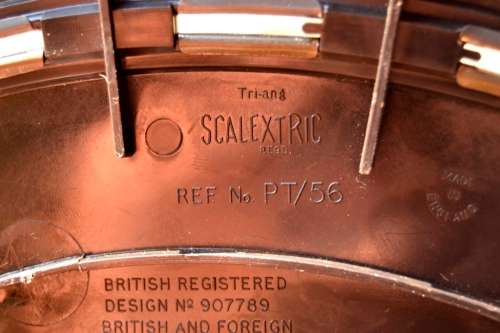 Tri-ang
SCALEXTRIC
REGD.
REF No. PT/56
MADE
IN
ENGLAND
BRITISH REGISTERED
DESIGN Nº 907789
BRITISH AND FOREIGN